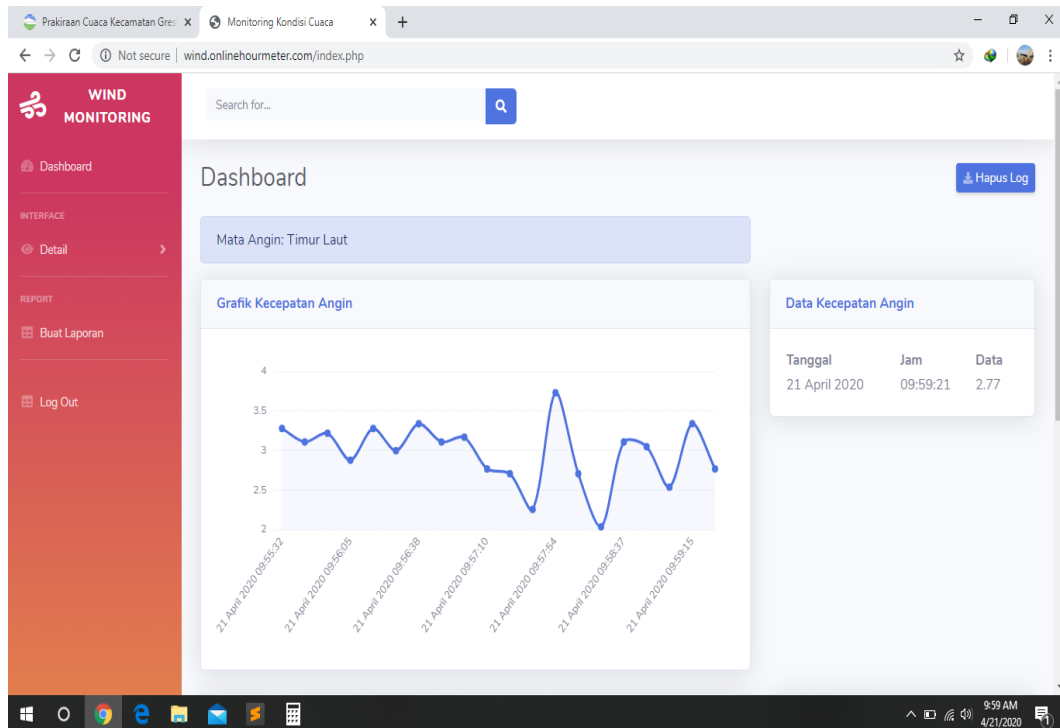 Prakiraan Cuaca Kecamatan Gres
Monitoring Kondisi Cuaca
Not secure
wind.onlinehourmeter.com/index.php
WIND
MONITORING
Search for...
Dashboard
INTERFACE
Detail
REPORT
Buat Laporan
Log Out
Dashboard
Hapus Log
Mata Angin: Timur Laut
Grafik Kecepatan Angin
4
3.5
3
2.5
2
21 April 2020 09:55:32
21 April 2020 09:56:05
21 April 2020 09:56:38
21 April 2020 09:57:10
21 April 2020 09:57:54
21 April 2020 09:58:37
21 April 2020 09:59:15
Data Kecepatan Angin
Tanggal Jam Data
21 April 2020 09:59:21 2.77
9:59 AM
4/21/2020